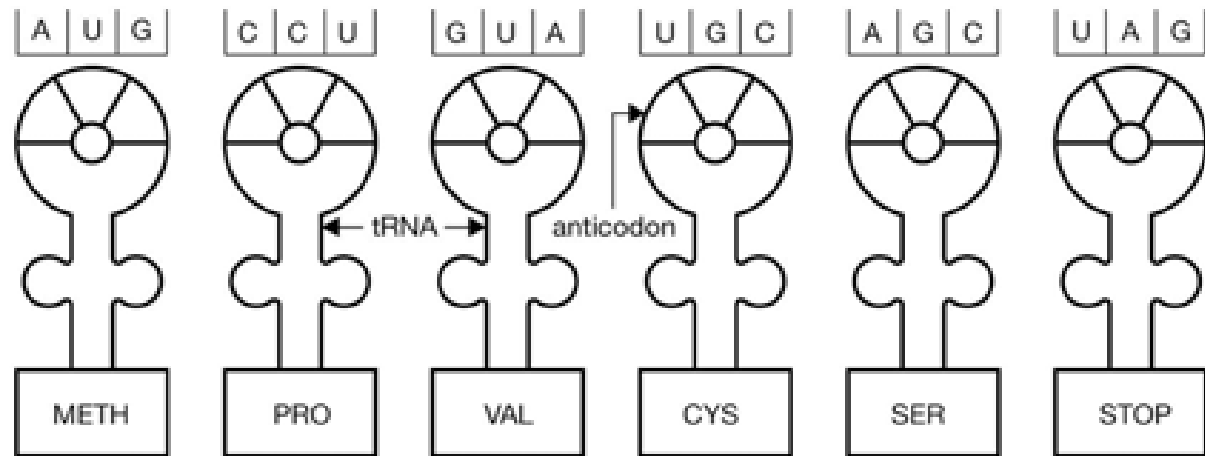 A U G C C U G U A U G C A G C U A G
tRNA anticodon
METH PRO VAL CYS SER STOP